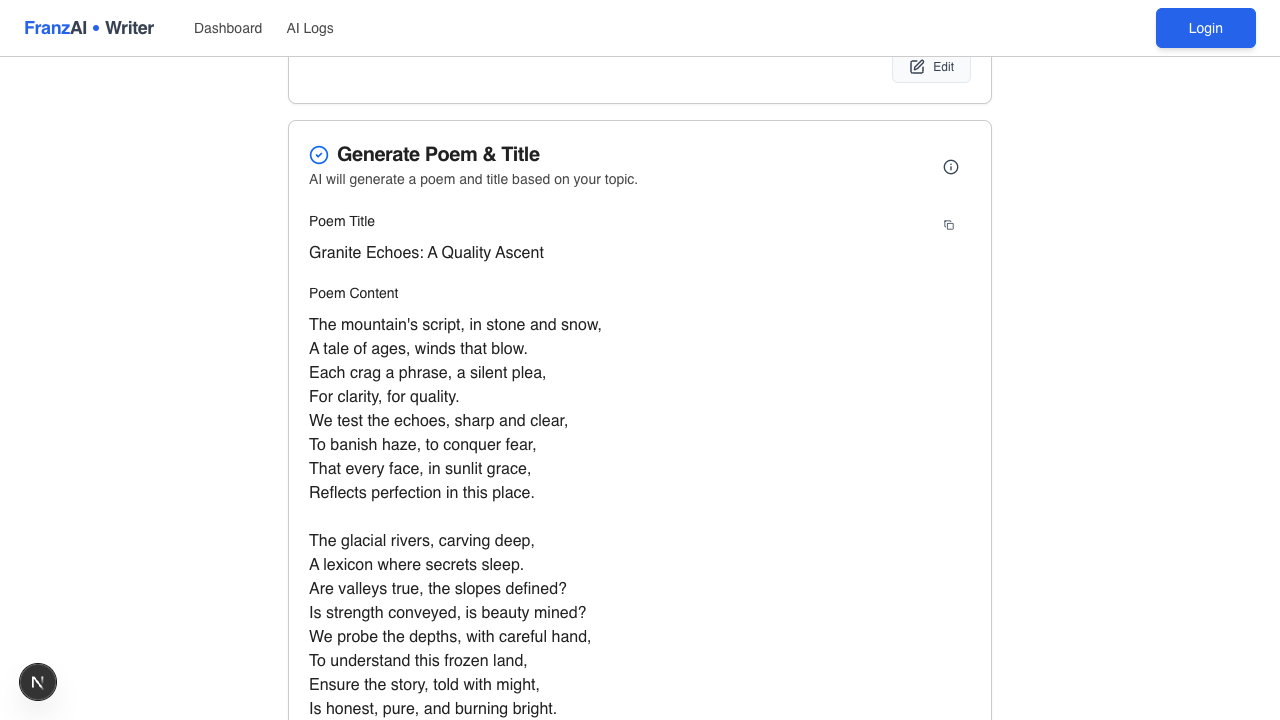 FranzAI • Writer
Dashboard
AI Logs
Login
Edit
Generate Poem & Title
AI will generate a poem and title based on your topic.
Poem Title
Granite Echoes: A Quality Ascent
Poem Content
The mountain's script, in stone and snow,
A tale of ages, winds that blow.
Each crag a phrase, a silent plea,
For clarity, for quality.
We test the echoes, sharp and clear,
To banish haze, to conquer fear,
That every face, in sunlit grace,
Reflects perfection in this place.

The glacial rivers, carving deep,
A lexicon where secrets sleep.
Are valleys true, the slopes defined?
Is strength conveyed, is beauty mined?
We probe the depths, with careful hand,
To understand this frozen land,
Ensure the story, told with might,
Is honest, pure, and burning bright.
N